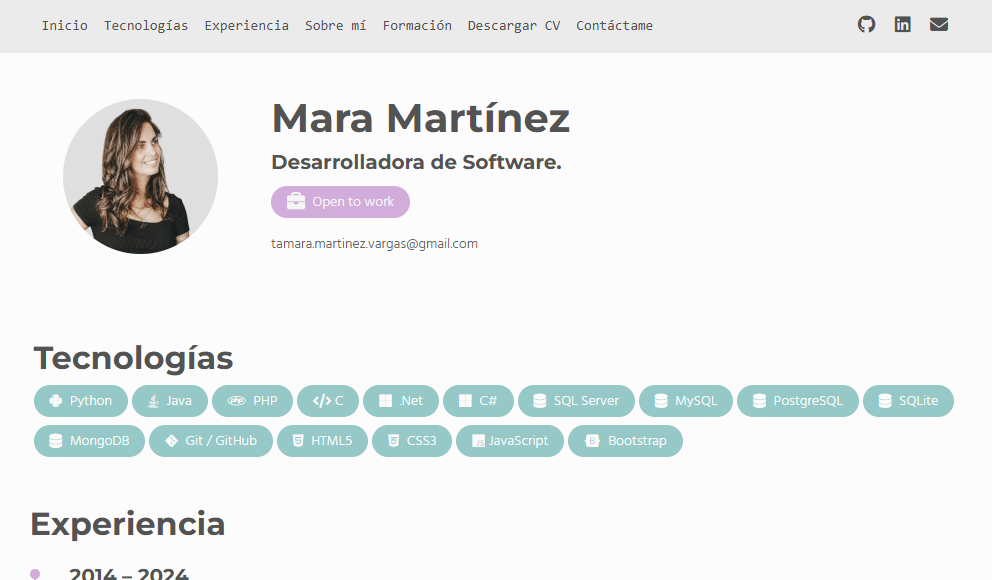 Inicio Tecnologías Experiencia Sobre mí Formación Descargar CV Contáctame
Mara Martínez
Desarrolladora de Software.
Open to work
tamara.martinez.vargas@gmail.com
Tecnologías
Python Java PHP C .Net C# SQL Server MySQL PostgreSQL SQLite
MongoDB Git / GitHub HTML5 CSS3 JavaScript Bootstrap
Experiencia
2014 – 2024